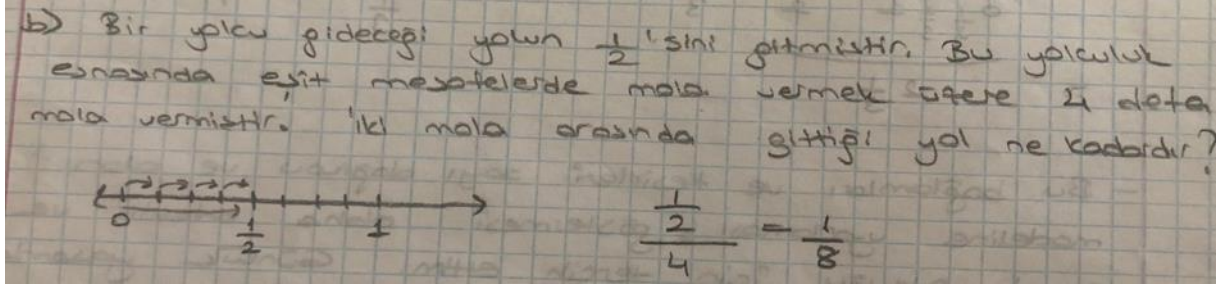 b) Bir yolcu gideceği yolun 1/2'sini gitmiştir. Bu yolculuk
esnasında eşit mesafelerde mola vermek üzere 4 defa
mola vermiştir. İki mola arasında gittiği yol ne kadardır?
0 1/2 1
1/2 / 4 = 1/8